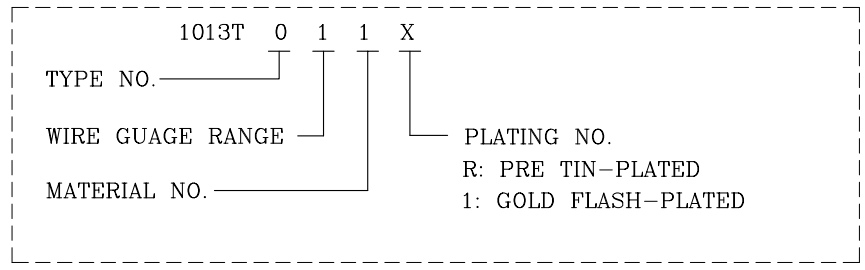 1013T 0 1 1 X
TYPE NO.
WIRE GUAGE RANGE
PLATING NO.
R: PRE TIN-PLATED
MATERIAL NO.
1: GOLD FLASH-PLATED